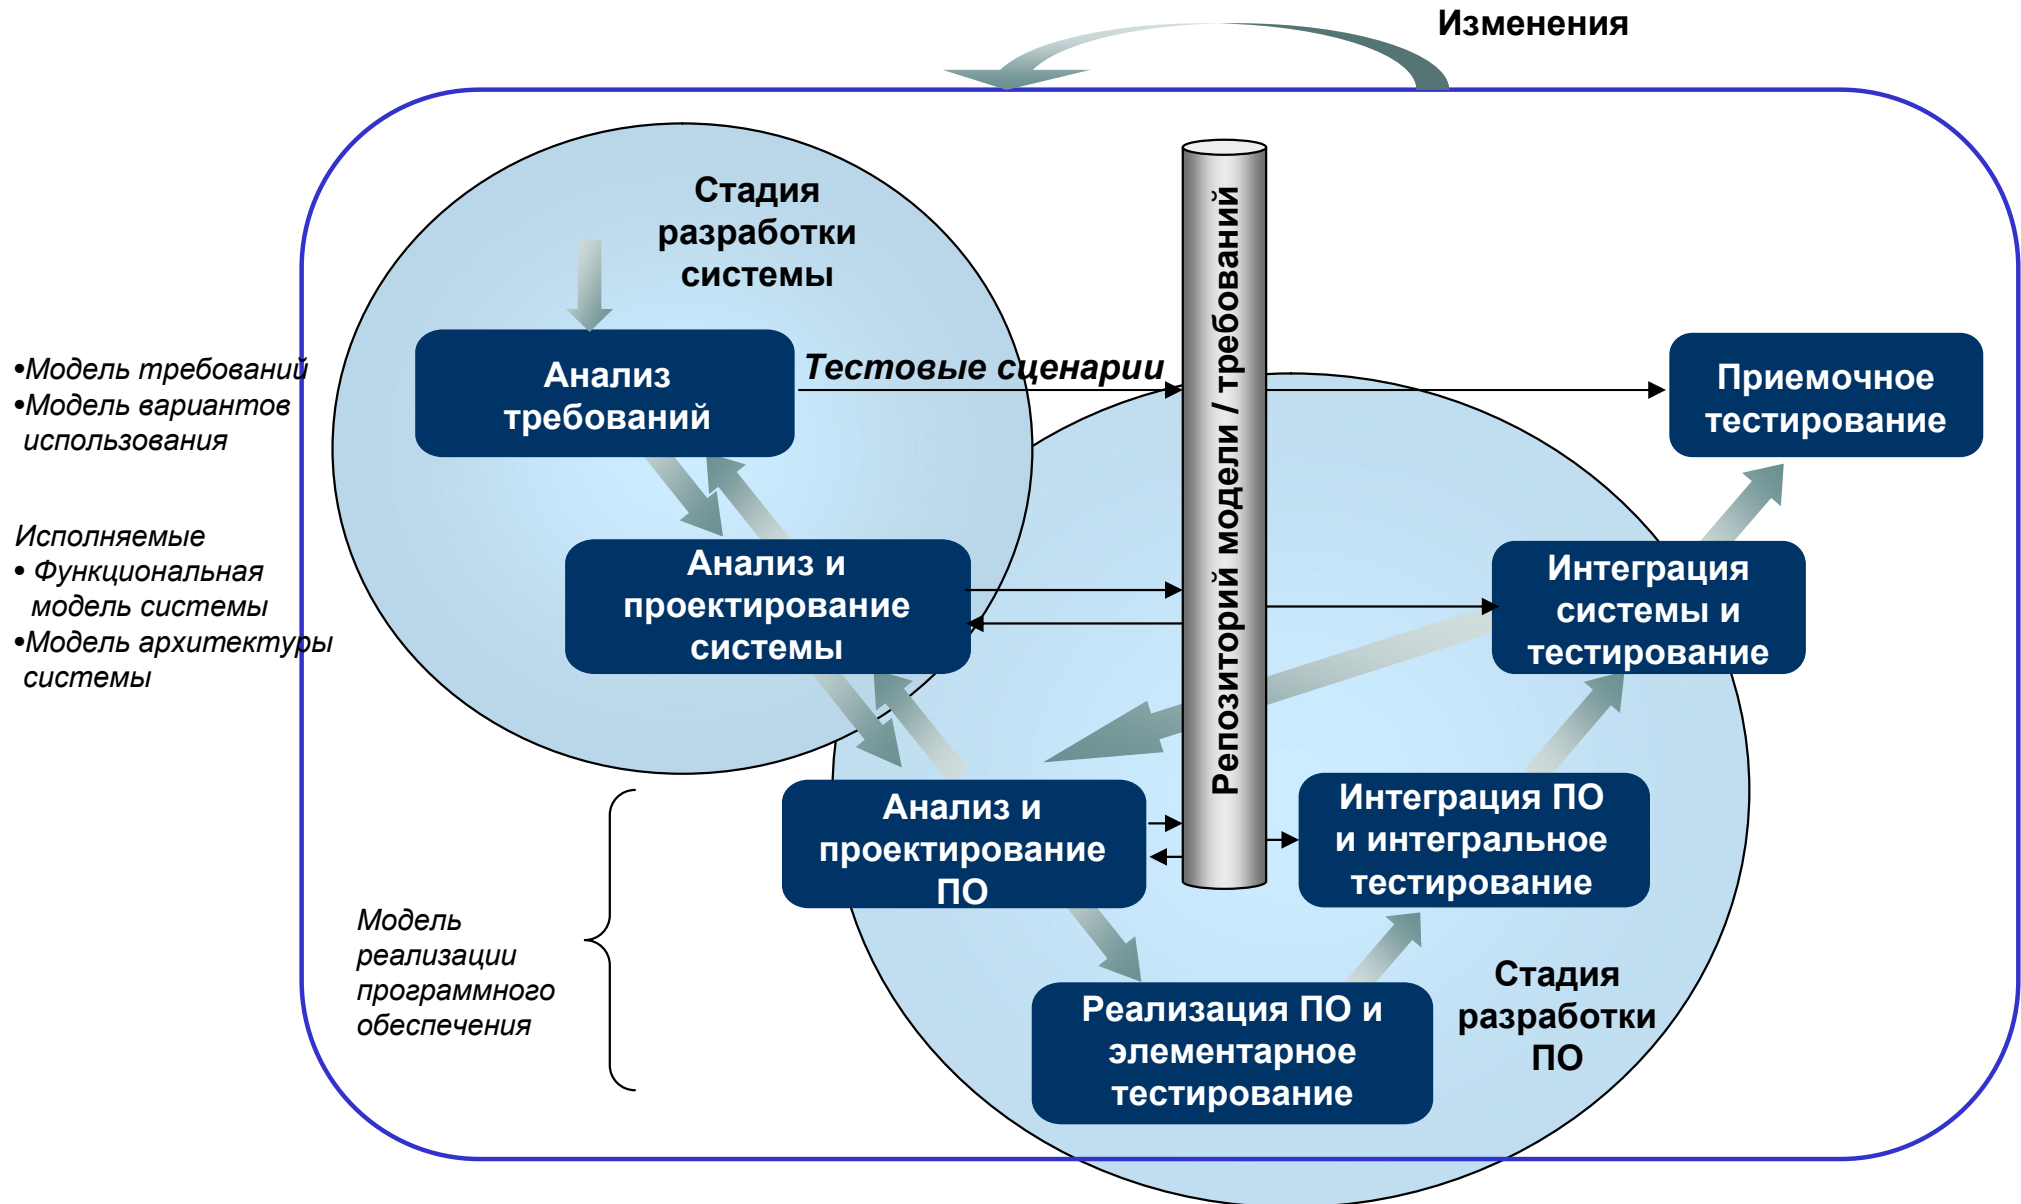 Изменения
Стадия
разработки
системы
Репозиторий модели / требований
•Модель требований
•Модель вариантов
использования
Анализ
требований
Тестовые сценарии
Приемочное
тестирование
Исполняемые
• Функциональная
модель системы
•Модель архитектуры
системы
Анализ и
проектирование
системы
Интеграция
системы и
тестирование
Анализ и
проектирование
ПО
Интеграция ПО
и интегральное
тестирование
Модель
реализации
программного
обеспечения
Реализация ПО и
элементарное
тестирование
Стадия
разработки
ПО